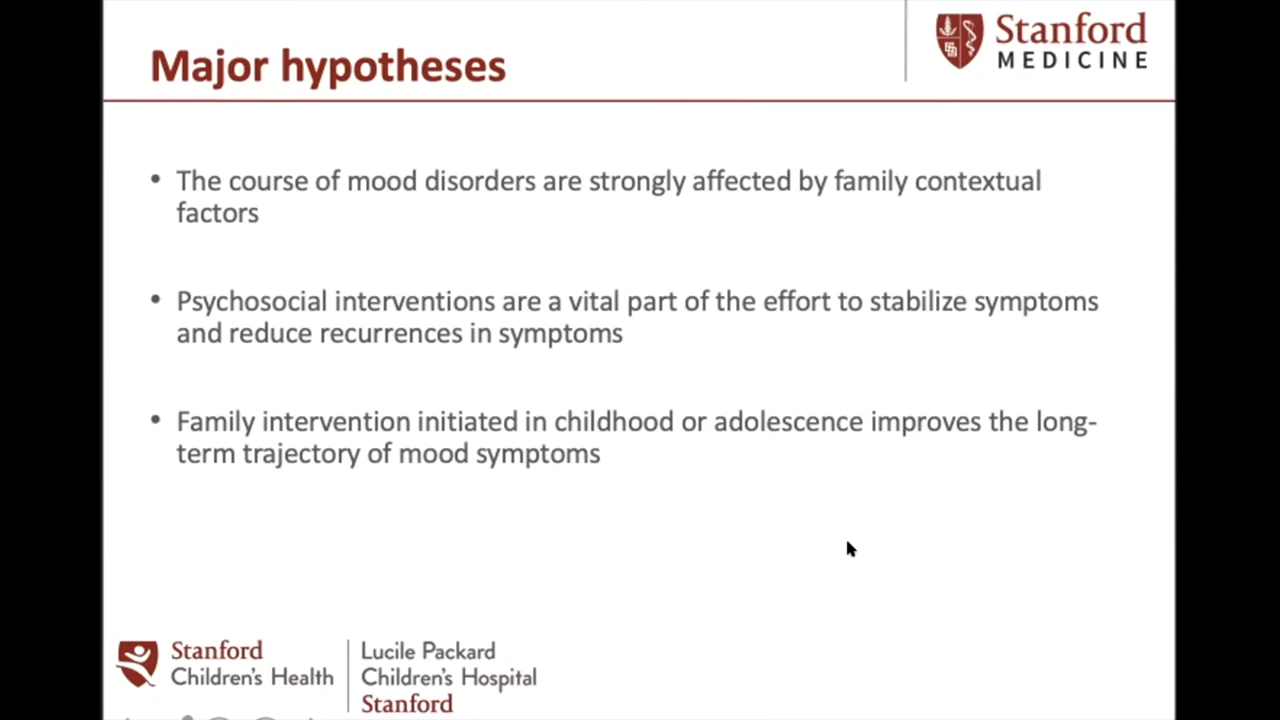 Major hypotheses
Stanford
MEDICINE
• The course of mood disorders are strongly affected by family contextual
factors
• Psychosocial interventions are a vital part of the effort to stabilize symptoms
and reduce recurrences in symptoms
• Family intervention initiated in childhood or adolescence improves the long-
term trajectory of mood symptoms
Stanford
Children's Health
Lucile Packard
Children's Hospital
Stanford